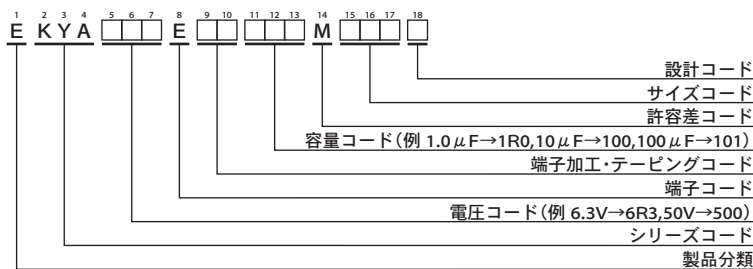 1 2 3 4 5 6 7 8 9 10 11 12 13 14 15 16 17 18
E KYA □□□ E □□ □□□ M □□□ □
設計コード
サイズコード
許容差コード
容量コード(例 1.0μF→1R0,10μF→100,100μF→101)
端子加工・テーピングコード
端子コード
電圧コード(例 6.3V→6R3,50V→500)
シリーズコード
製品分類